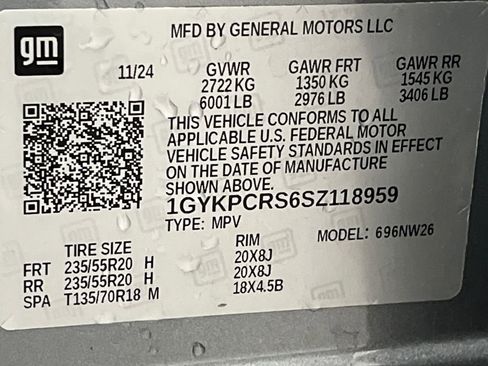 gm
MFD BY GENERAL MOTORS LLC
11/24 GVWR GAWR FRT GAWR RR
2722 KG 1350 KG 1545 KG
6001 LB 2976 LB 3406 LB
THIS VEHICLE CONFORMS TO ALL
APPLICABLE U.S. FEDERAL MOTOR
VEHICLE SAFETY STANDARDS IN EFFECT
ON THE DATE OF MANUFACTURE
SHOWN ABOVE.
1GYKPCRS6SZ118959
TYPE: MPV MODEL: 696NW26
TIRE SIZE RIM
FRT 235/55R20 H 20X8J
RR 235/55R20 H 20X8J
SPA T135/70R18 M 18X4.5B